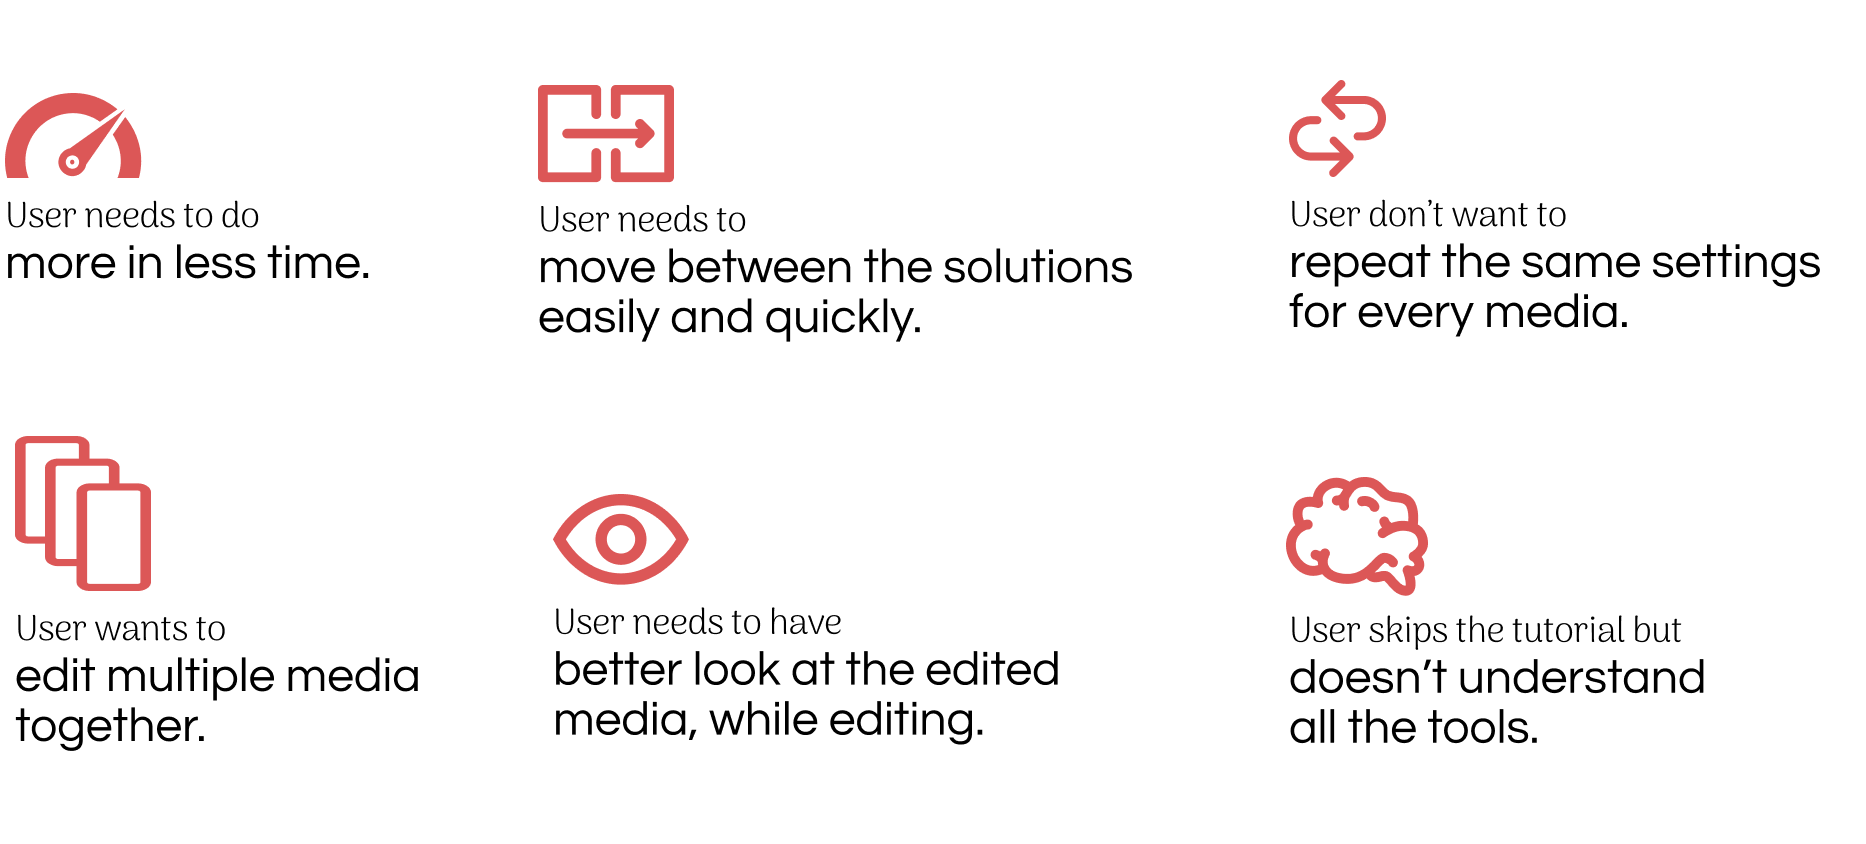 User needs to do
more in less time.
User needs to
move between the solutions
easily and quickly.
User don’t want to
repeat the same settings
for every media.
User wants to
edit multiple media
together.
User needs to have
better look at the edited
media, while editing.
User skips the tutorial but
doesn’t understand
all the tools.